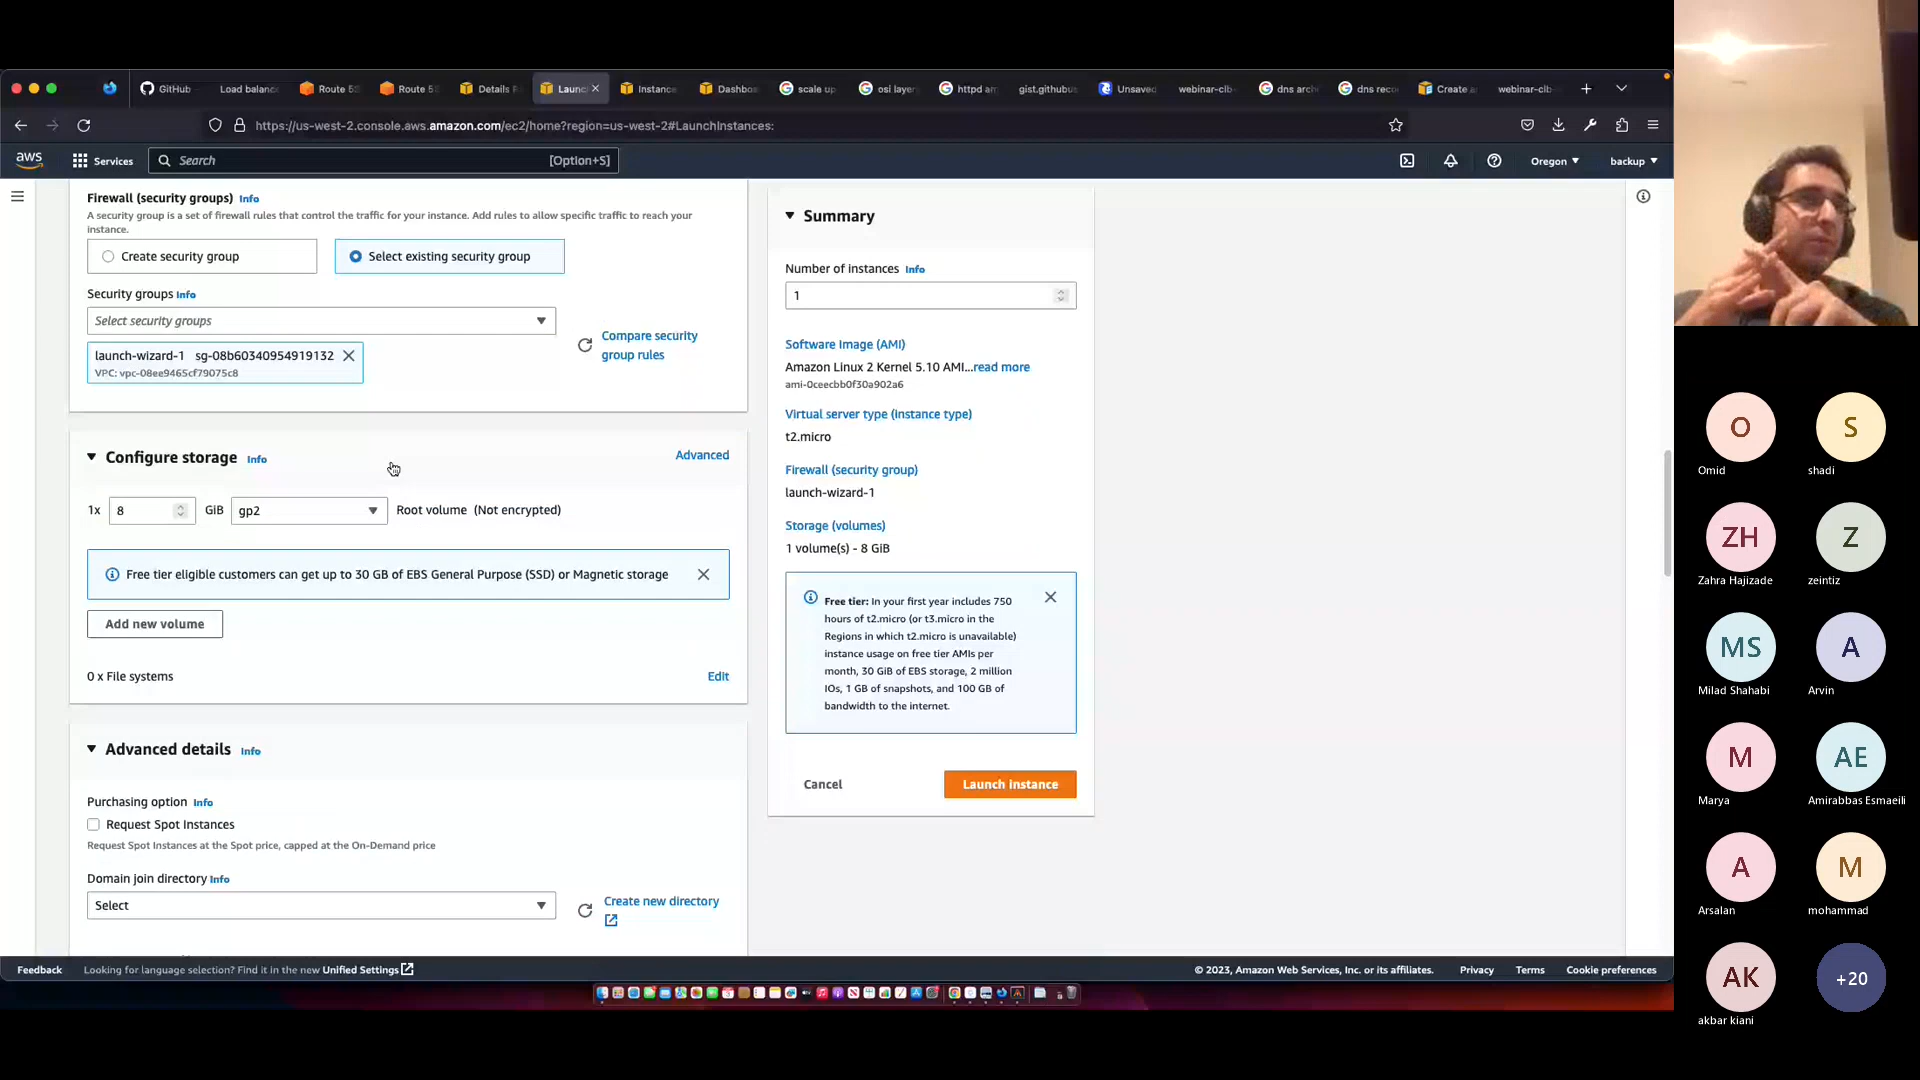 GitHub
Load balanc
Route 5
Route 5
Details
Launc
Instance
Dashbo
scale up
osi layer
httpd
gist.githubus
Unsaved
webinar-clb-
dns arch
dns reco
Create a
webinar-clb-
https://us-west-2.console.aws.amazon.com/ec2/home?region=us-west-2#LaunchInstances:
aws
Services
Search
[Option+S]
Oregon
backup
Firewall (security groups) Info
A security group is a set of firewall rules that control the traffic for your instance. Add rules to allow specific traffic to reach your
instance.
Create security group
Select existing security group
Security groups Info
Select security groups
Compare security
group rules
launch-wizard-1 sg-08b60340954919132
VPC: vpc-08ee9465cf79075c8
Configure storage Info
Advanced
1x 8 GiB gp2 Root volume (Not encrypted)
Free tier eligible customers can get up to 30 GB of EBS General Purpose (SSD) or Magnetic storage
Add new volume
0 x File systems
Edit
Advanced details Info
Purchasing option Info
Request Spot Instances
Request Spot Instances at the Spot price, capped at the On-Demand price
Domain join directory Info
Select
Create new directory
Summary
Number of instances Info
1
Software Image (AMI)
Amazon Linux 2 Kernel 5.10 AMI...read more
ami-0ceecbb0f30a902a6
Virtual server type (instance type)
t2.micro
Firewall (security group)
launch-wizard-1
Storage (volumes)
1 volume(s) - 8 GiB
Free tier: In your first year includes 750
hours of t2.micro (or t3.micro in the
Regions in which t2.micro is unavailable)
instance usage on free tier AMIs per
month, 30 GiB of EBS storage, 2 million
IOs, 1 GB of snapshots, and 100 GB of
bandwidth to the internet.
Cancel
Launch instance
Feedback
Looking for language selection? Find it in the new Unified Settings
© 2023, Amazon Web Services, Inc. or its affiliates.
Privacy
Terms
Cookie preferences
O
Omid
S
shadi
ZH
Zahra Hajizade
Z
zeintiz
MS
Milad Shahabi
A
Arvin
M
Marya
AE
Amirabbas Esmaeili
A
Arsalan
M
mohammad
AK
akbar kiani
+20